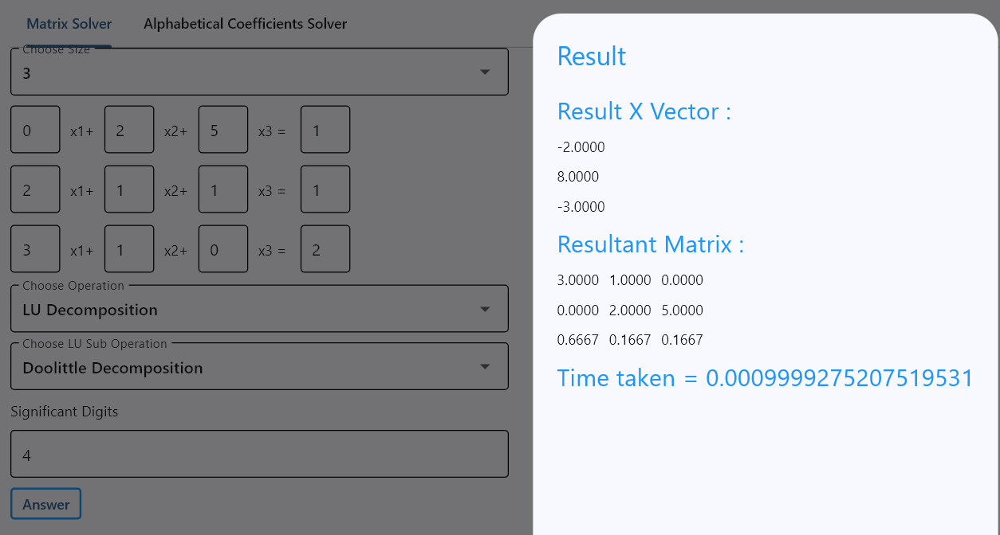 Matrix Solver Alphabetical Coefficients Solver
Choose Size
3
0 x1+ 2 x2+ 5 x3 = 1
2 x1+ 1 x2+ 1 x3 = 1
3 x1+ 1 x2+ 0 x3 = 2
Choose Operation
LU Decomposition
Choose LU Sub Operation
Doolittle Decomposition
Significant Digits
4
Answer
Result
Result X Vector :
-2.0000
8.0000
-3.0000
Resultant Matrix :
3.0000 1.0000 0.0000
0.0000 2.0000 5.0000
0.6667 0.1667 0.1667
Time taken = 0.0009999275207519531